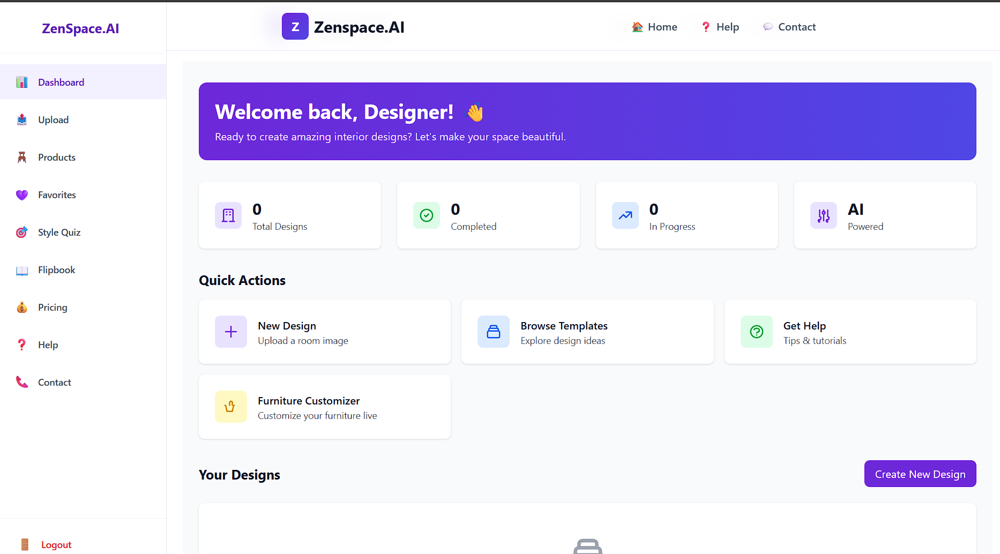 ZenSpace.AI
Dashboard
Upload
Products
Favorites
Style Quiz
Flipbook
Pricing
Help
Contact
Logout
Z Zenspace.AI
Home Help Contact
Welcome back, Designer!
Ready to create amazing interior designs? Let's make your space beautiful.
0
Total Designs
0
Completed
0
In Progress
AI
Powered
Quick Actions
New Design
Upload a room image
Browse Templates
Explore design ideas
Get Help
Tips & tutorials
Furniture Customizer
Customize your furniture live
Your Designs
Create New Design